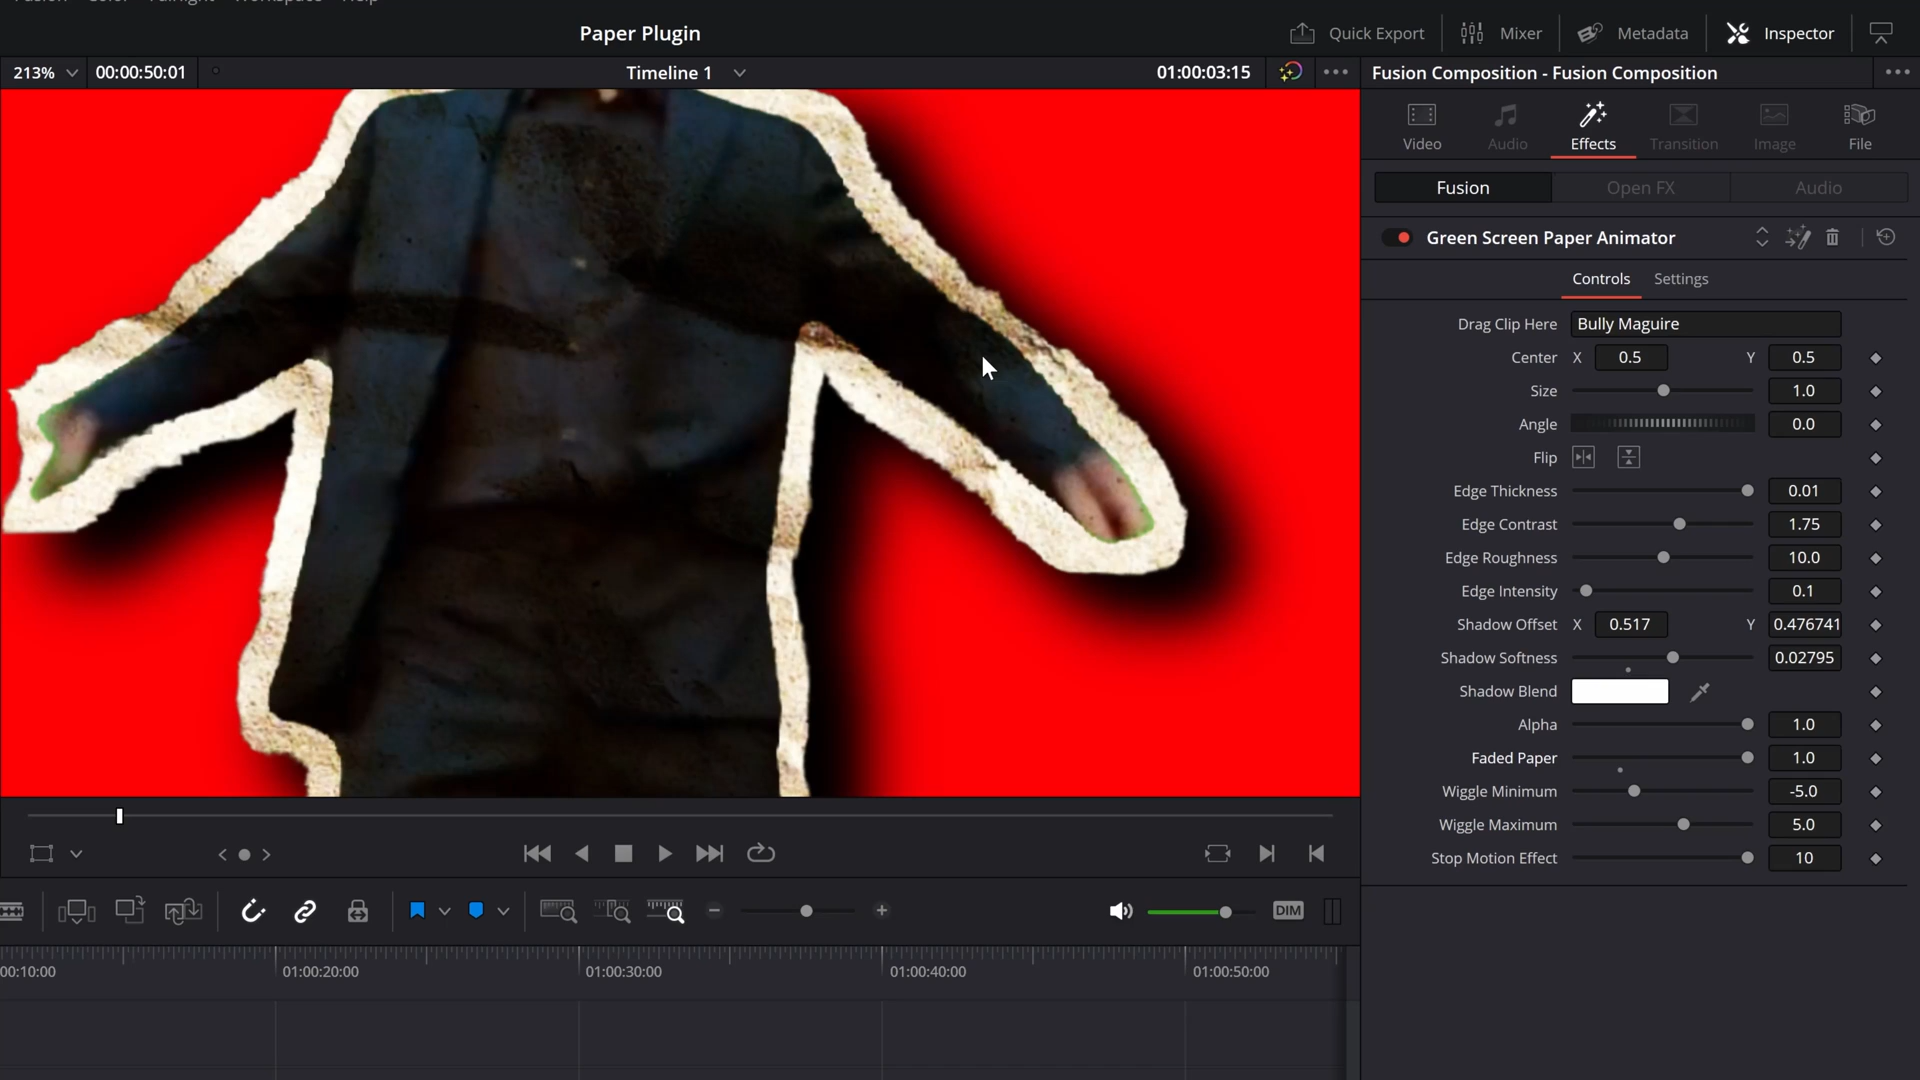 Fusion Color Fairlight Workspace Help
Paper Plugin
Quick Export
Mixer
Metadata
Inspector
213%
00:00:50:01
Timeline 1
01:00:03:15
Fusion Composition - Fusion Composition
Video
Audio
Effects
Transition
Image
File
Fusion
Open FX
Audio
Green Screen Paper Animator
Controls
Settings
Drag Clip Here
Bully Maguire
Center X 0.5 Y 0.5
Size 1.0
Angle 0.0
Flip
Edge Thickness 0.01
Edge Contrast 1.75
Edge Roughness 10.0
Edge Intensity 0.1
Shadow Offset X 0.517 Y 0.476741
Shadow Softness 0.02795
Shadow Blend
Alpha 1.0
Faded Paper 1.0
Wiggle Minimum -5.0
Wiggle Maximum 5.0
Stop Motion Effect 10
DIM
00:10:00
01:00:20:00
01:00:30:00
01:00:40:00
01:00:50:00